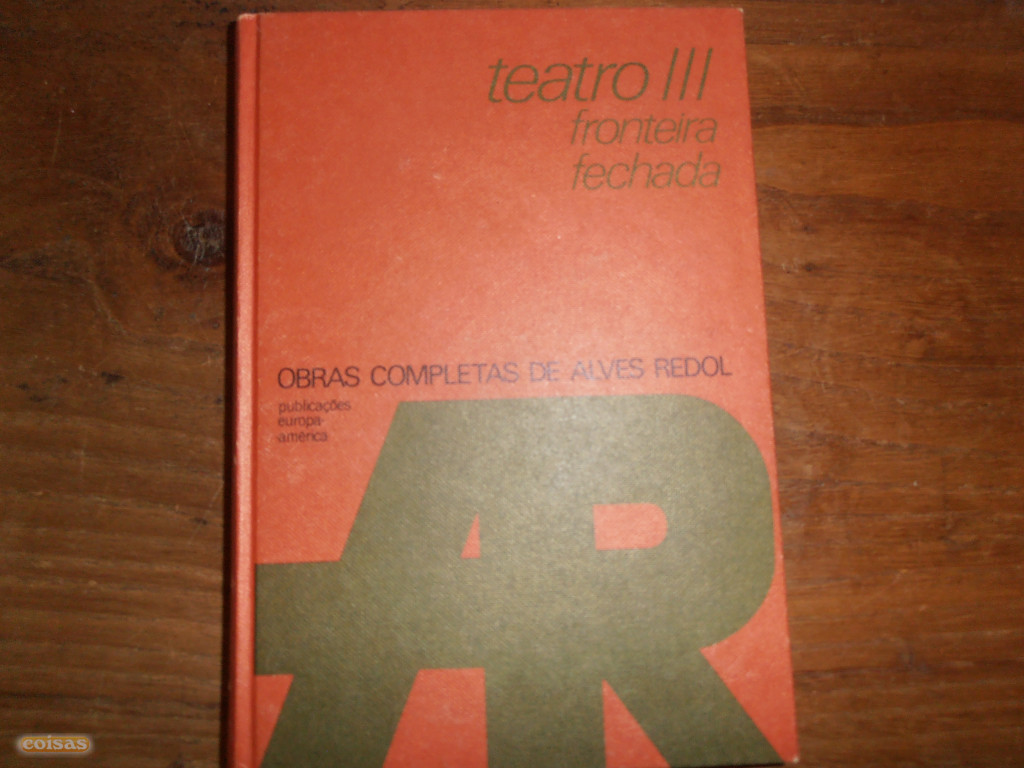 teatro III
fronteira
fechada
OBRAS COMPLETAS DE ALVES REDOL
publicações
europa-
américa
AR
coisas